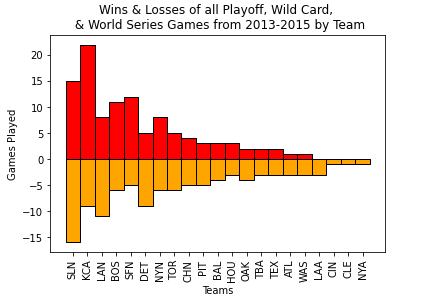 Wins & Losses of all Playoff, Wild Card,
& World Series Games from 2013-2015 by Team
Games Played
20
15
10
5
0
−5
−10
−15
SLN
KCA
LAN
BOS
SFN
DET
NYN
TOR
CHN
PIT
BAL
HOU
OAK
TBA
TEX
ATL
WAS
LAA
CIN
CLE
NYA
Teams